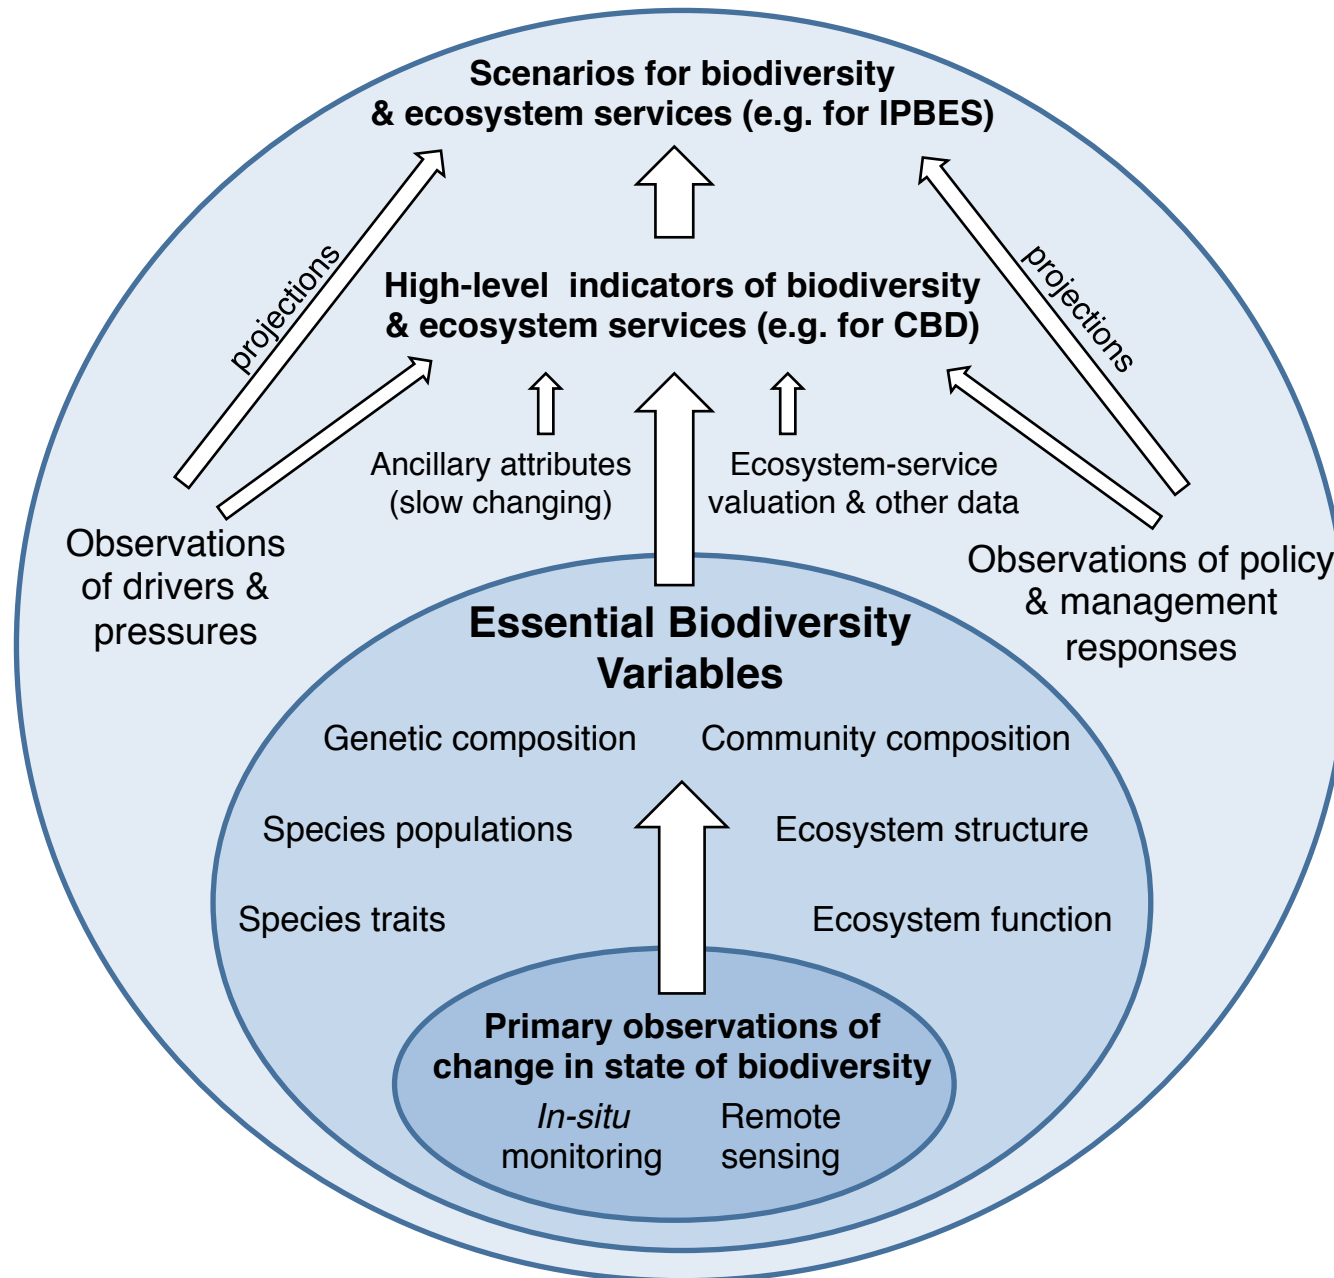 Scenarios for biodiversity
& ecosystem services (e.g. for IPBES)
projections
projections
High-level indicators of biodiversity
& ecosystem services (e.g. for CBD)
Ancillary attributes
(slow changing)
Ecosystem-service
valuation & other data
Observations
of drivers &
pressures
Observations of policy
& management
responses
Essential Biodiversity
Variables
Genetic composition
Community composition
Species populations
Ecosystem structure
Species traits
Ecosystem function
Primary observations of
change in state of biodiversity
In-situ
monitoring
Remote
sensing